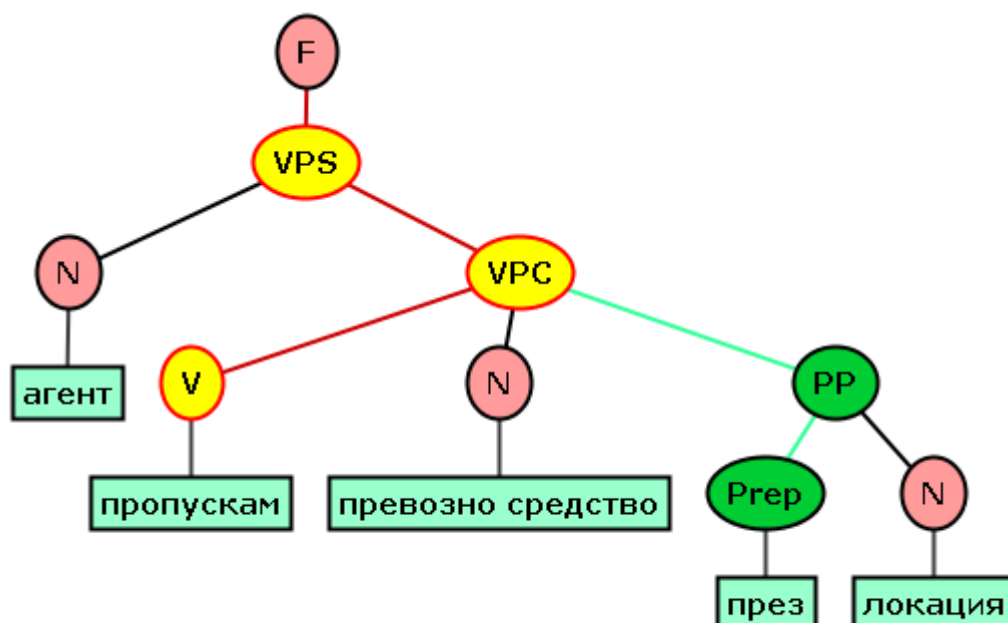 F
VPS
N
VPC
агент
V
N
PP
пропускам
превозно средство
Prep
N
през
локация